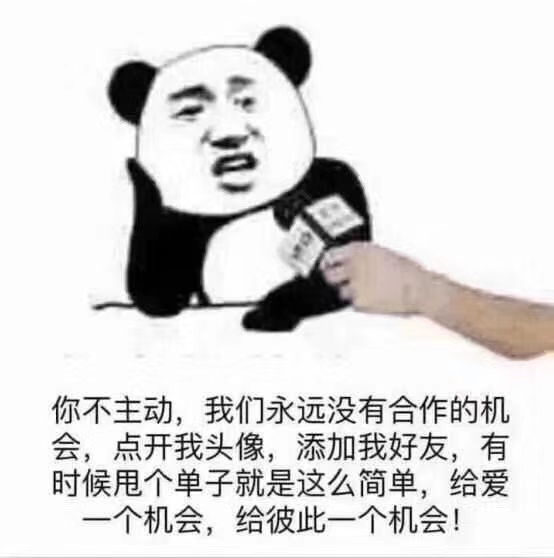 你不主动，我们永远没有合作的机
会，点开我头像，添加我好友，有
时候甩个单子就是这么简单，给爱
一个机会，给彼此一个机会！